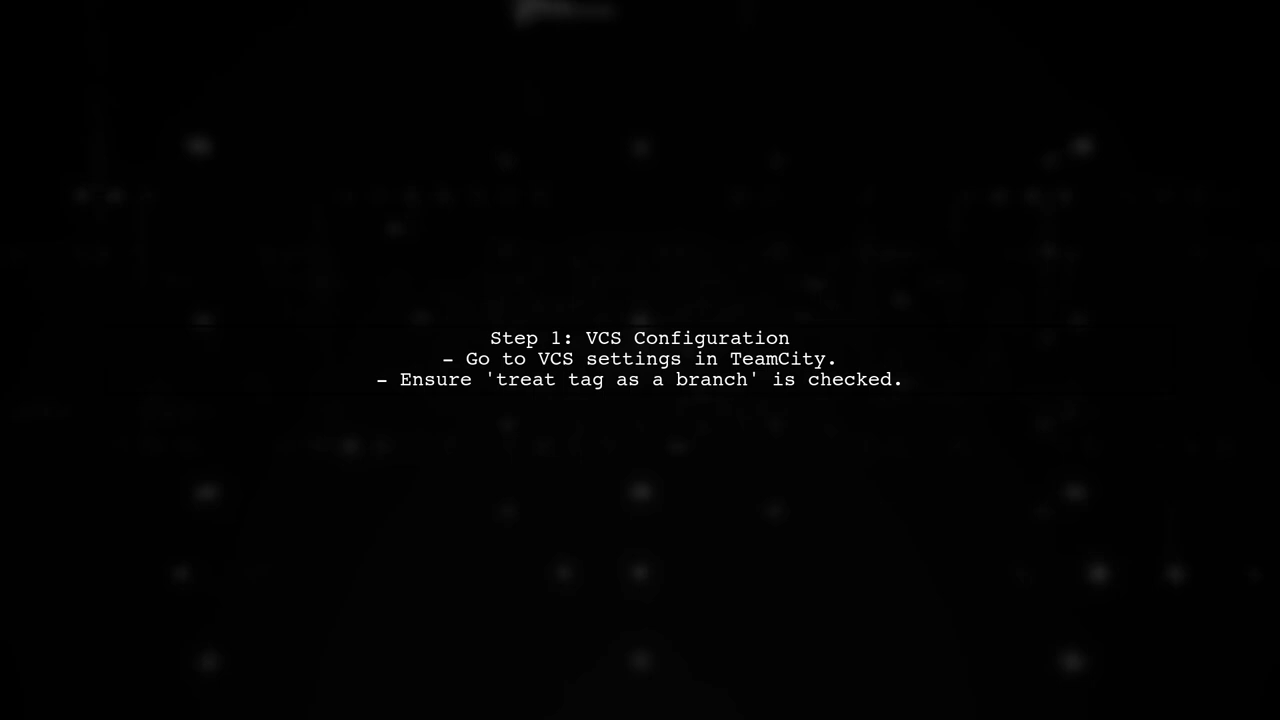 Step 1: VCS Configuration
– Go to VCS settings in TeamCity.
– Ensure 'treat tag as a branch' is checked.